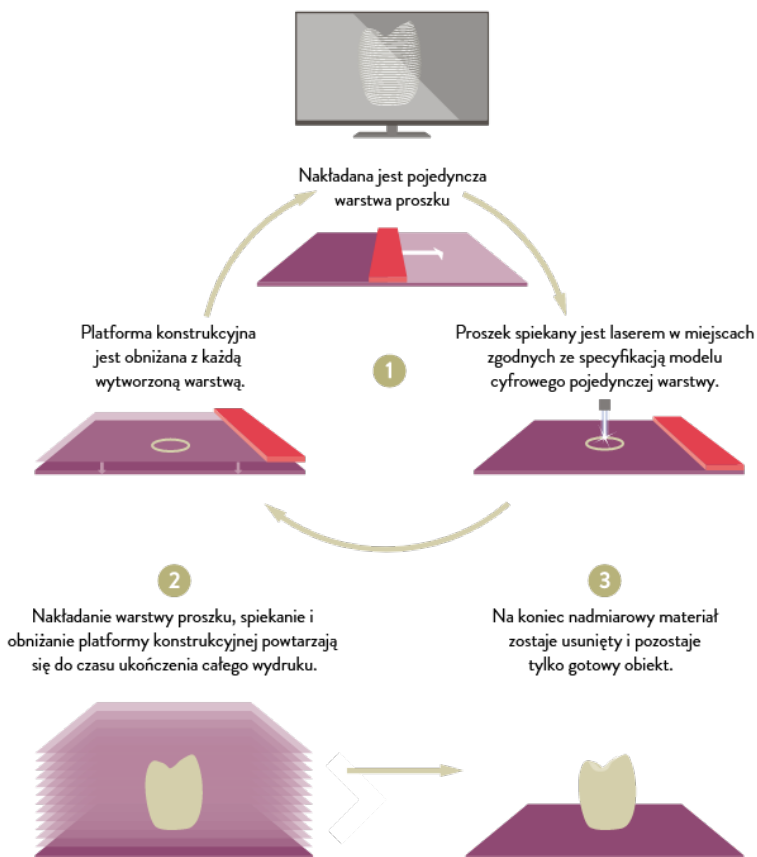 Nakładana jest pojedyncza
warstwa proszku
Platforma konstrukcyjna
jest obniżana z każdą
wytworzoną warstwą.
1
Proszek spiekany jest laserem w miejscach
zgodnych ze specyfikacją modelu
cyfrowego pojedynczej warstwy.
2
Nakładanie warstwy proszku, spiekanie i
obniżanie platformy konstrukcyjnej powtarzają
się do czasu ukończenia całego wydruku.
3
Na koniec nadmiarowy materiał
zostaje usunięty i pozostaje
tylko gotowy obiekt.